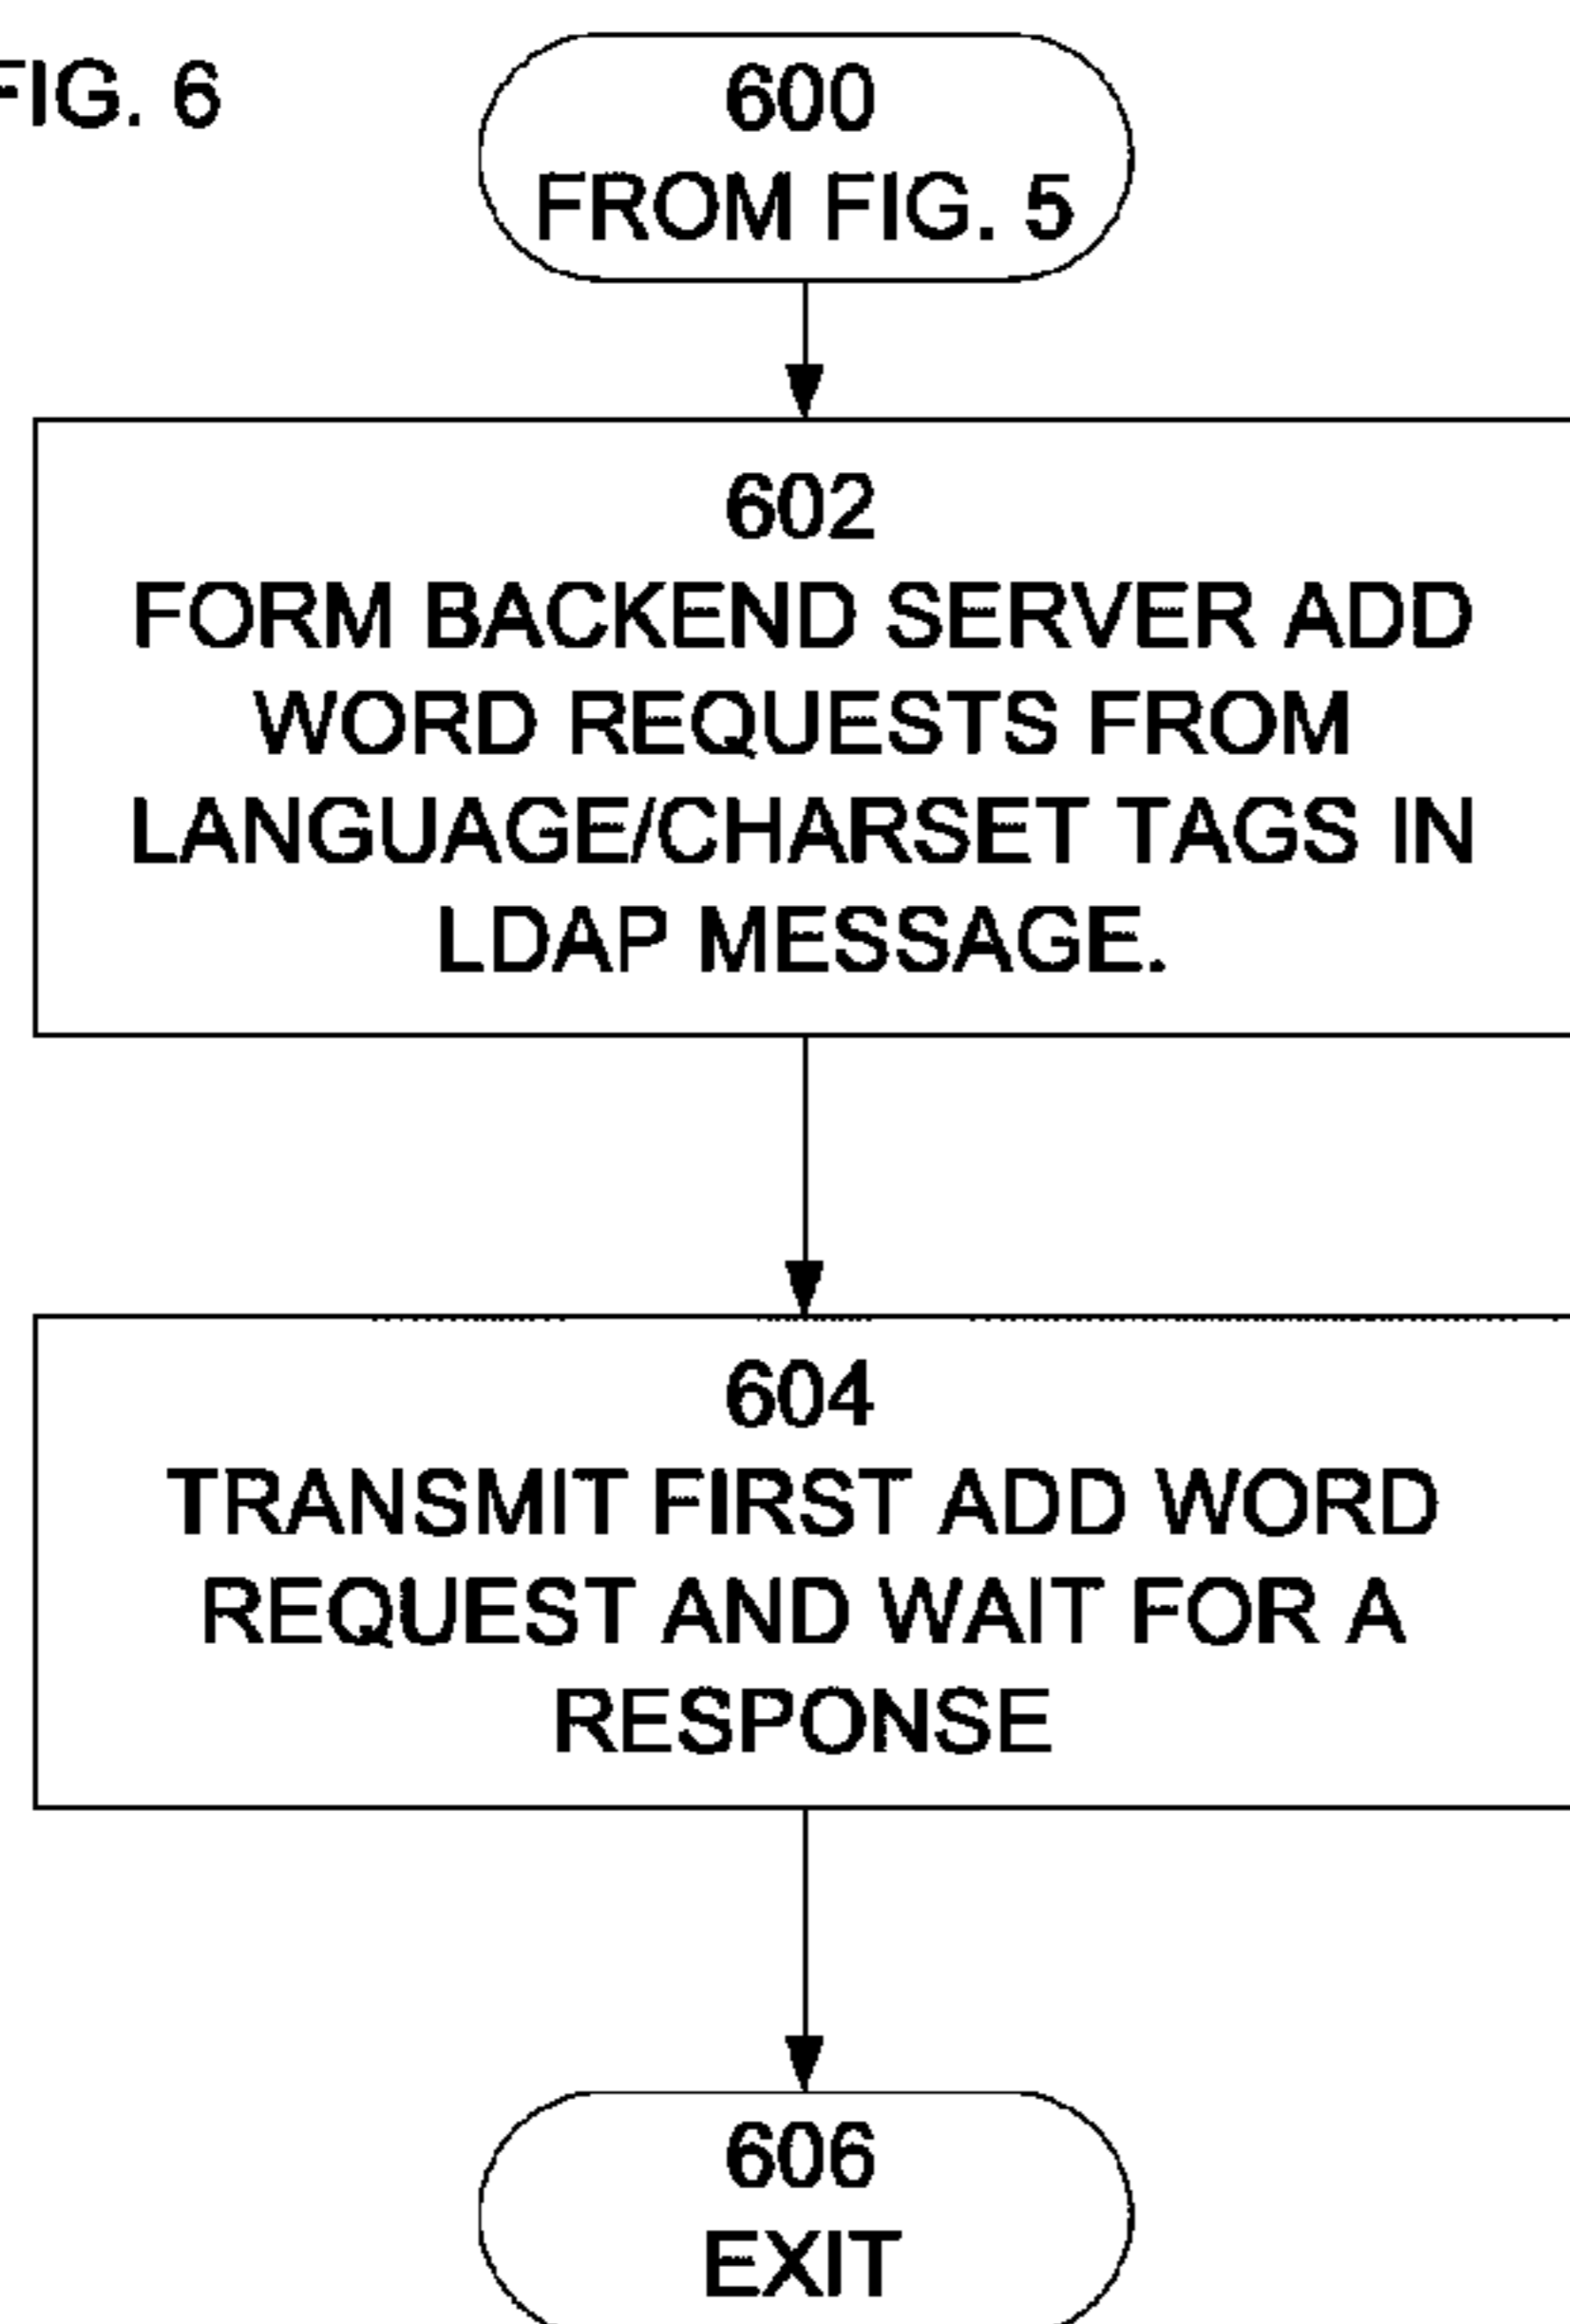 FIG. 6
600
FROM FIG. 5
602
FORM BACKEND SERVER ADD
WORD REQUESTS FROM
LANGUAGE/CHARSET TAGS IN
LDAP MESSAGE.
604
TRANSMIT FIRST ADD WORD
REQUEST AND WAIT FOR A
RESPONSE
606
EXIT